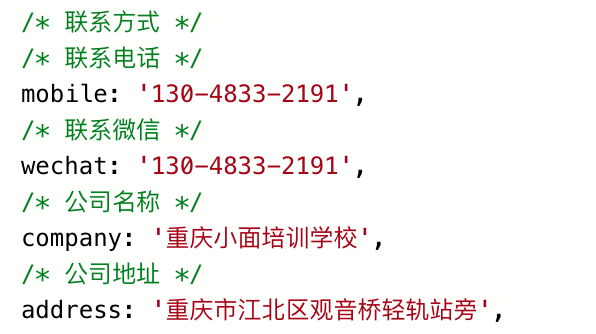 /* 联系方式 */
/* 联系电话 */
mobile: '130-4833-2191',
/* 联系微信 */
wechat: '130-4833-2191',
/* 公司名称 */
company: '重庆小面培训学校',
/* 公司地址 */
address: '重庆市江北区观音桥轻轨站旁',